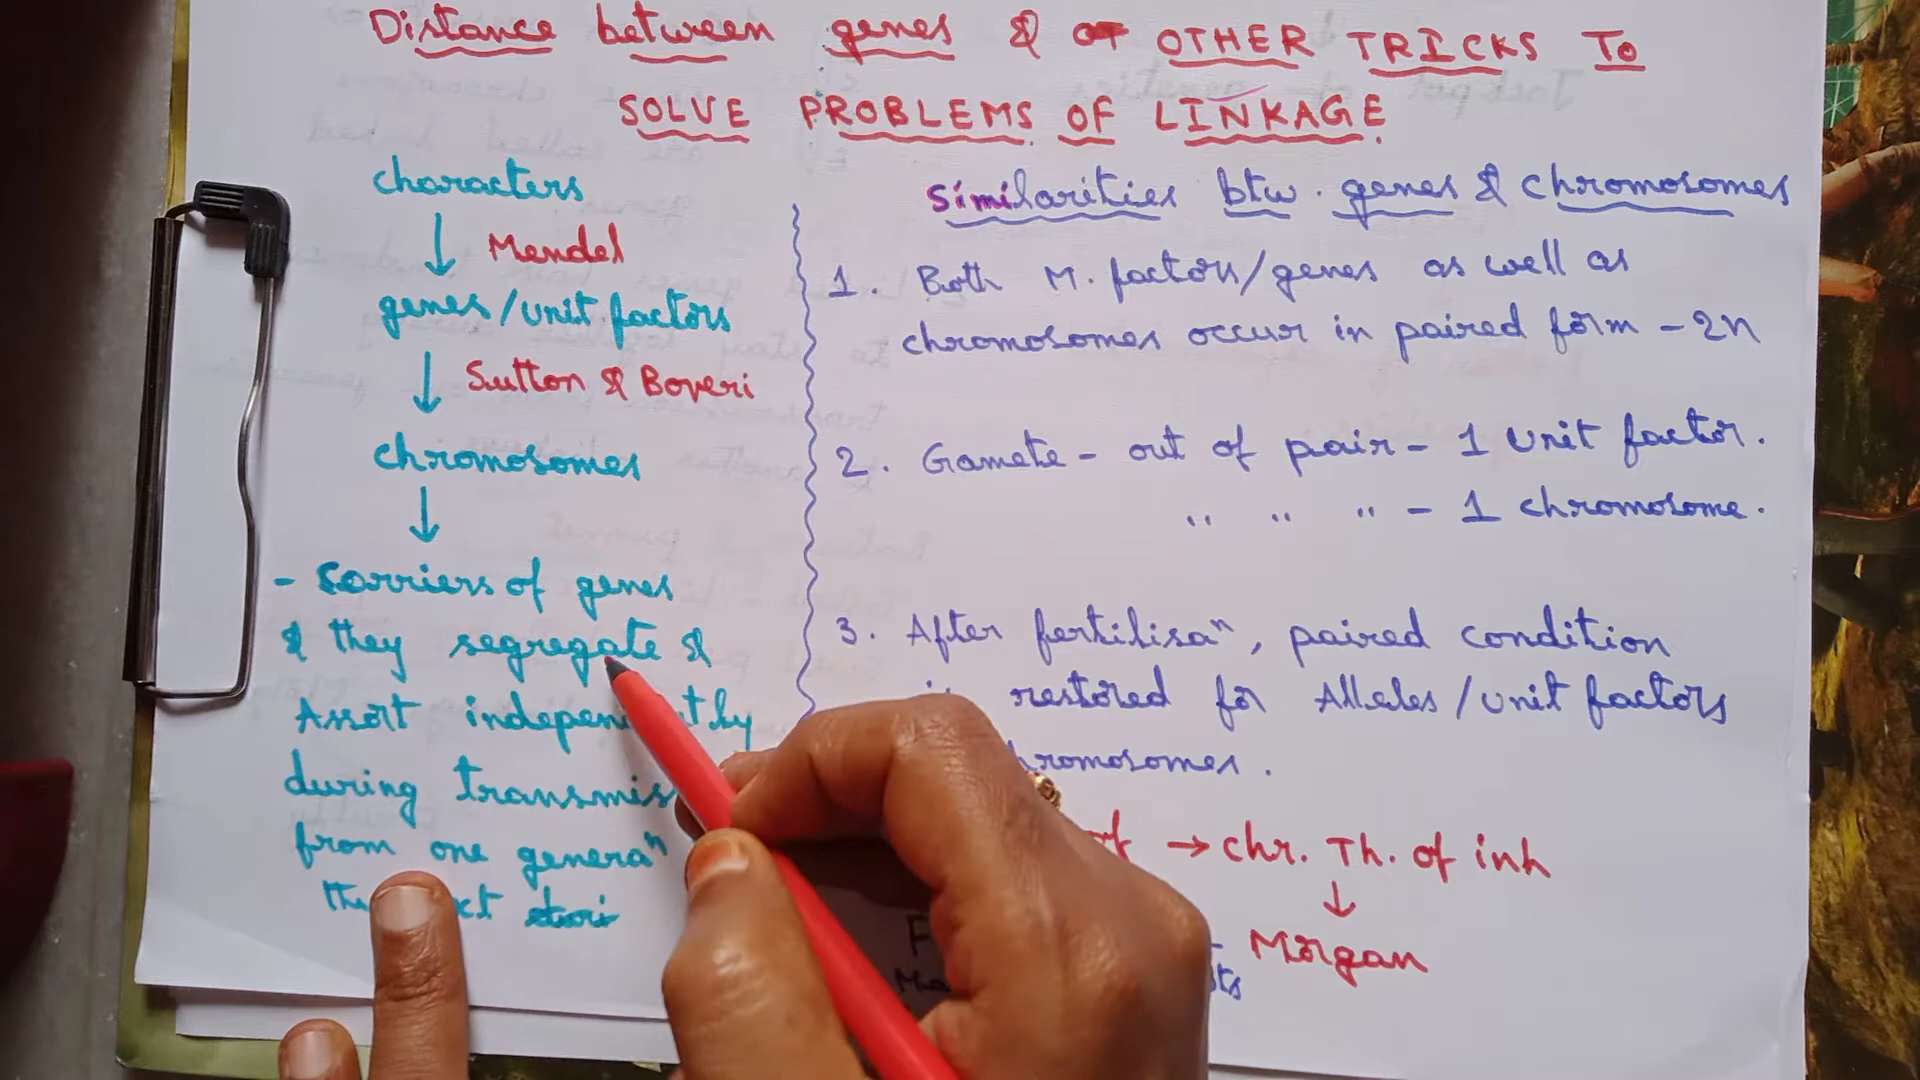 Distance between genes & OTHER TRICKS TO
SOLVE PROBLEMS OF LINKAGE
characters
Mendel
genes/unit factors
Sutton & Boveri
chromosomes
- carriers of genes
& they segregate &
Assort
during
from one generaⁿ
Similarities btw. genes & chromosomes
1. Both M. factors/genes as well as
chromosomes occur in paired form - 2n
2. Gamete - out of pair - 1 unit factor.
" " " - 1 chromosome.
3. After fertilisaⁿ, paired condition
restored for Alleles/unit factors
→ chr. Th. of inh
↓
Morgan